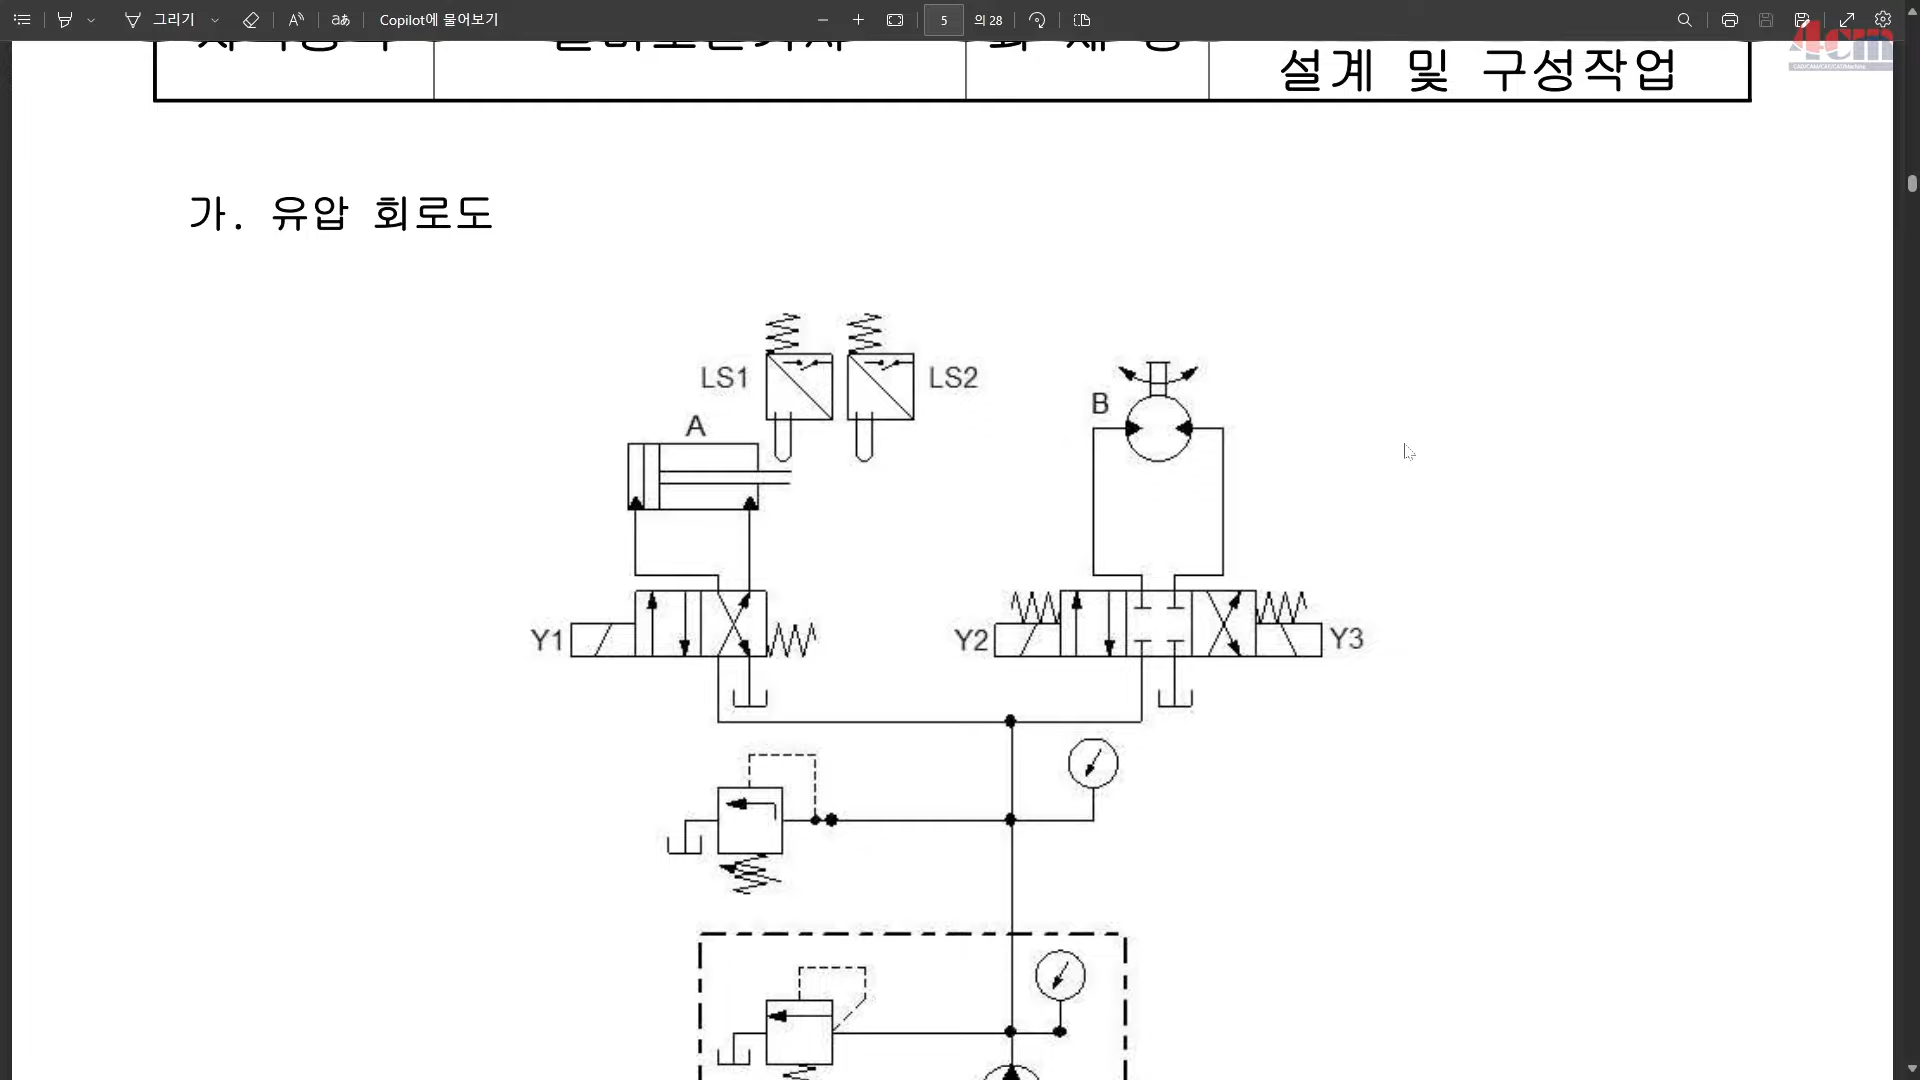 그리기
Copilot에 물어보기
5
의 28
4cm
설계 및 구성작업
가. 유압 회로도
LS1
LS2
A
B
Y1
Y2
Y3